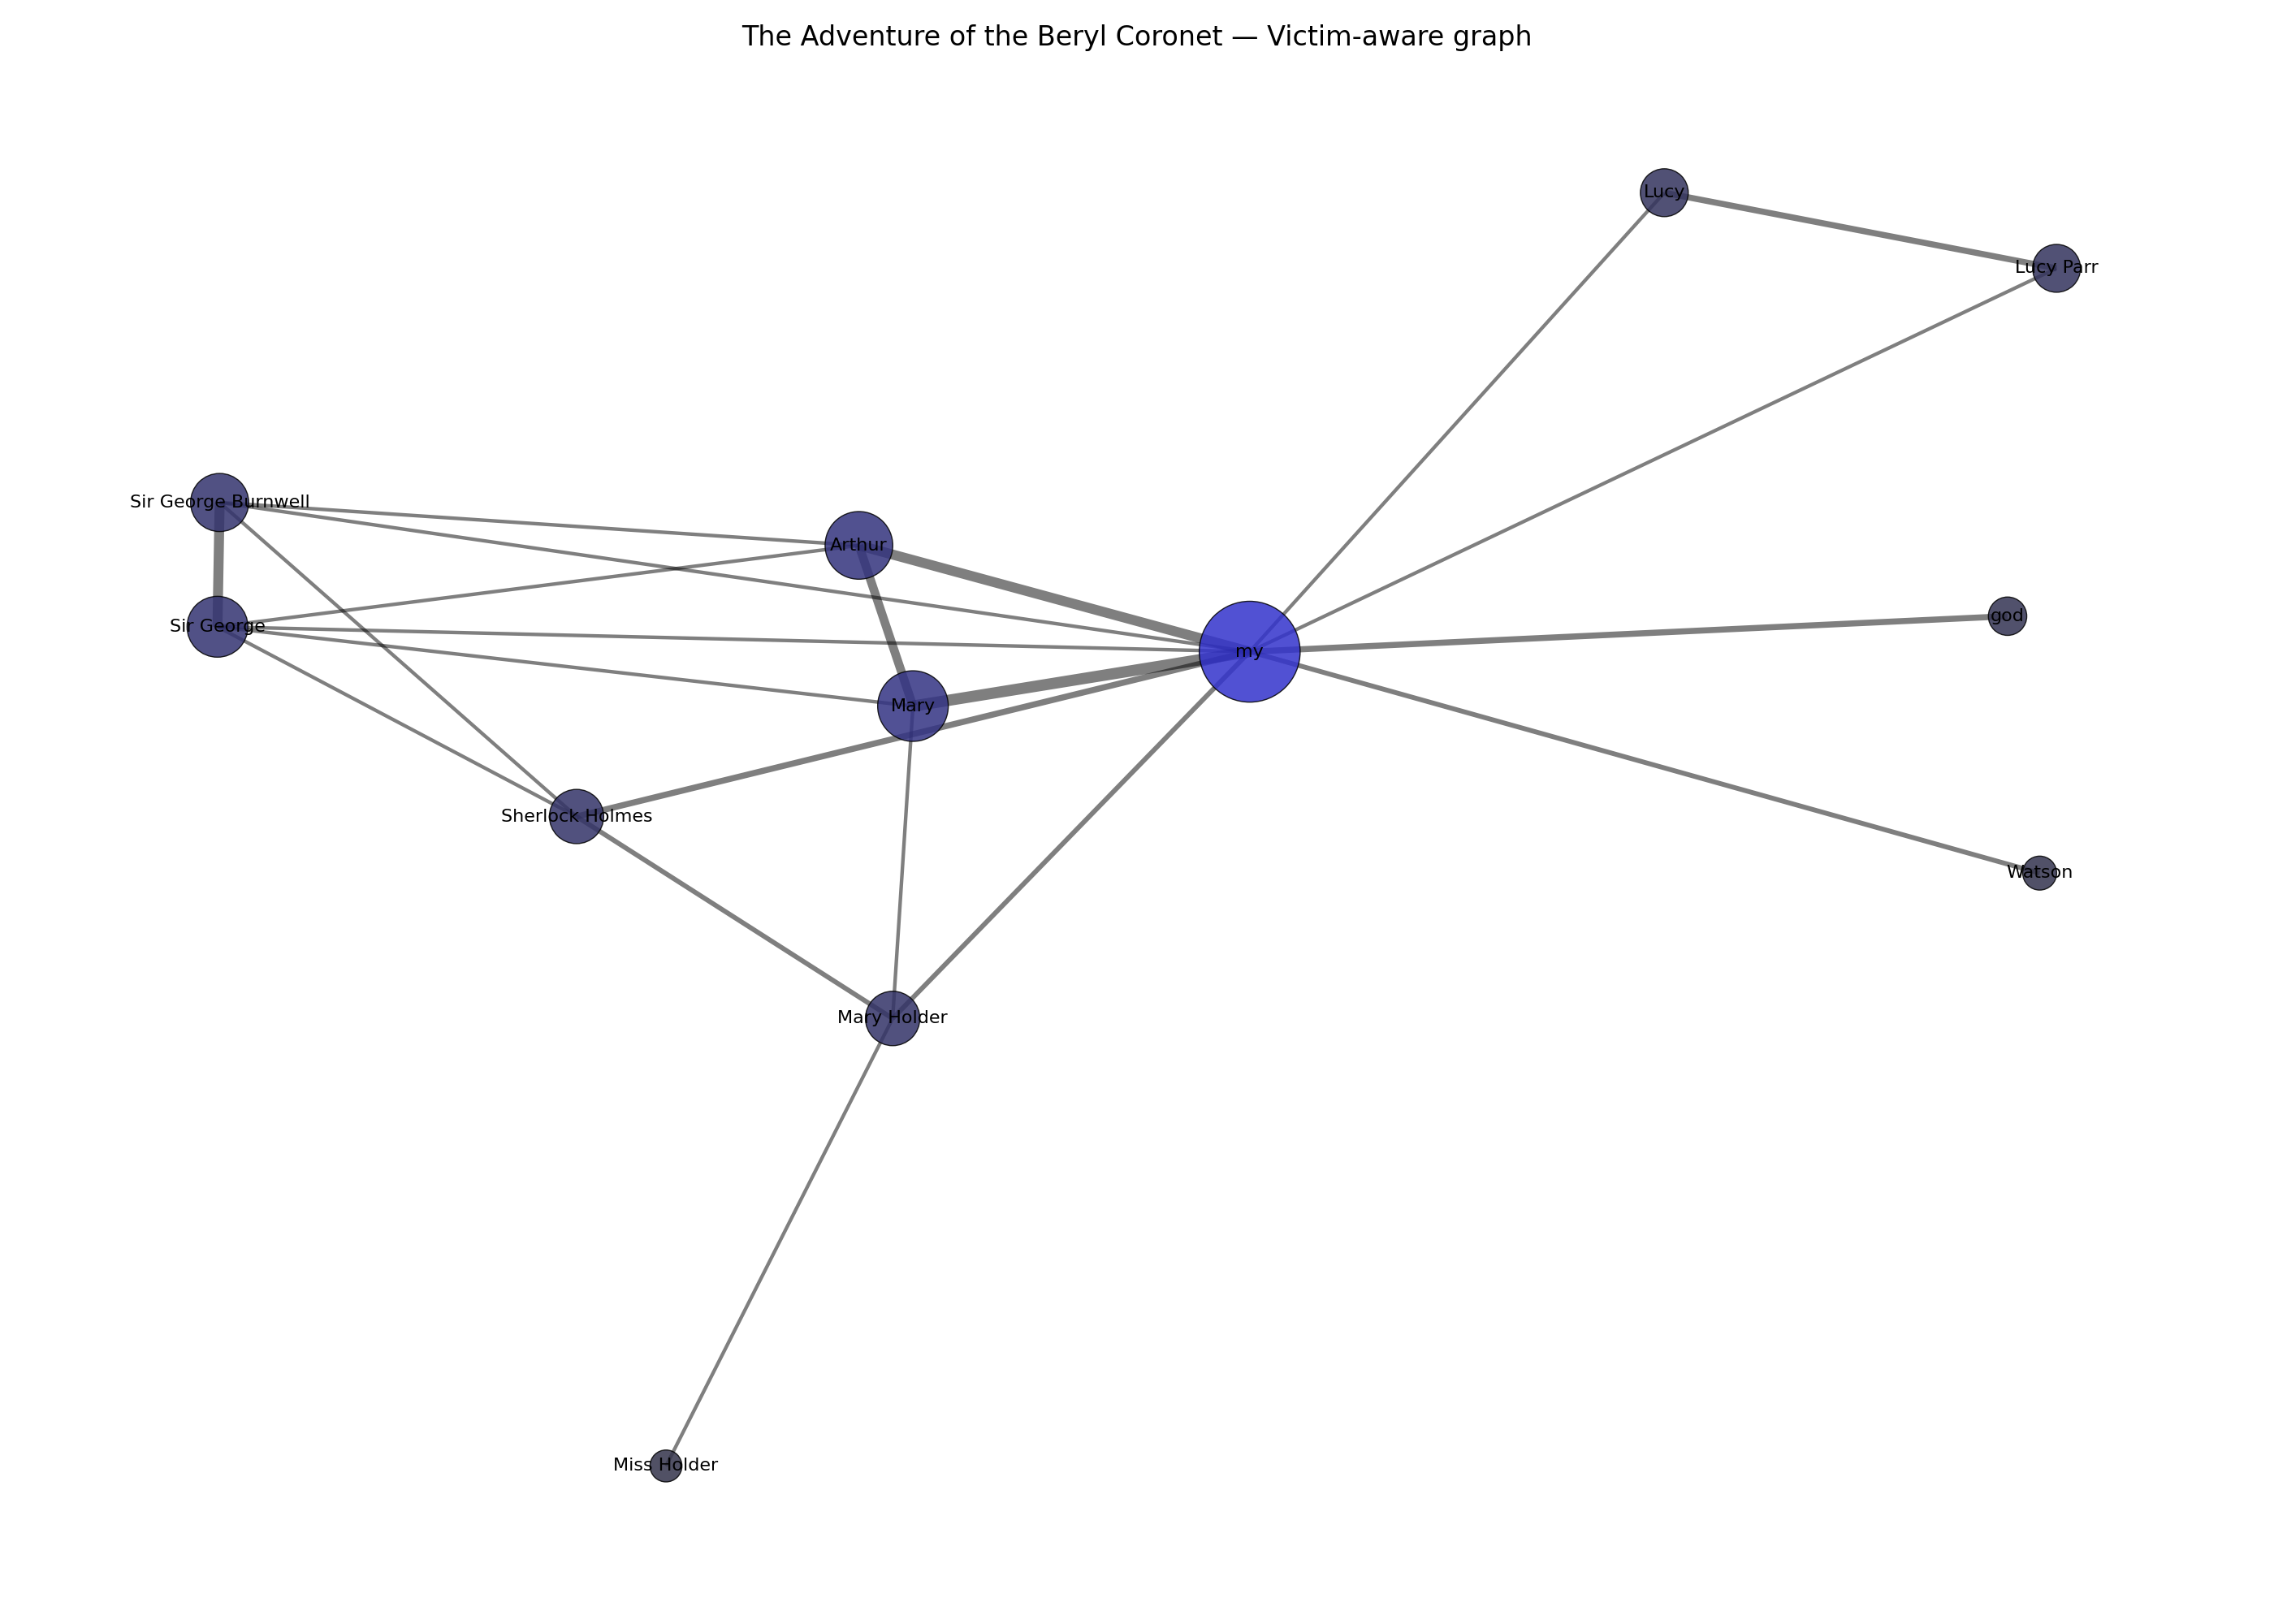 The Adventure of the Beryl Coronet — Victim-aware graph
Lucy
Lucy Parr
Sir George Burnwell
Arthur
god
Sir George
my
Mary
Sherlock Holmes
Watson
Mary Holder
Miss Holder